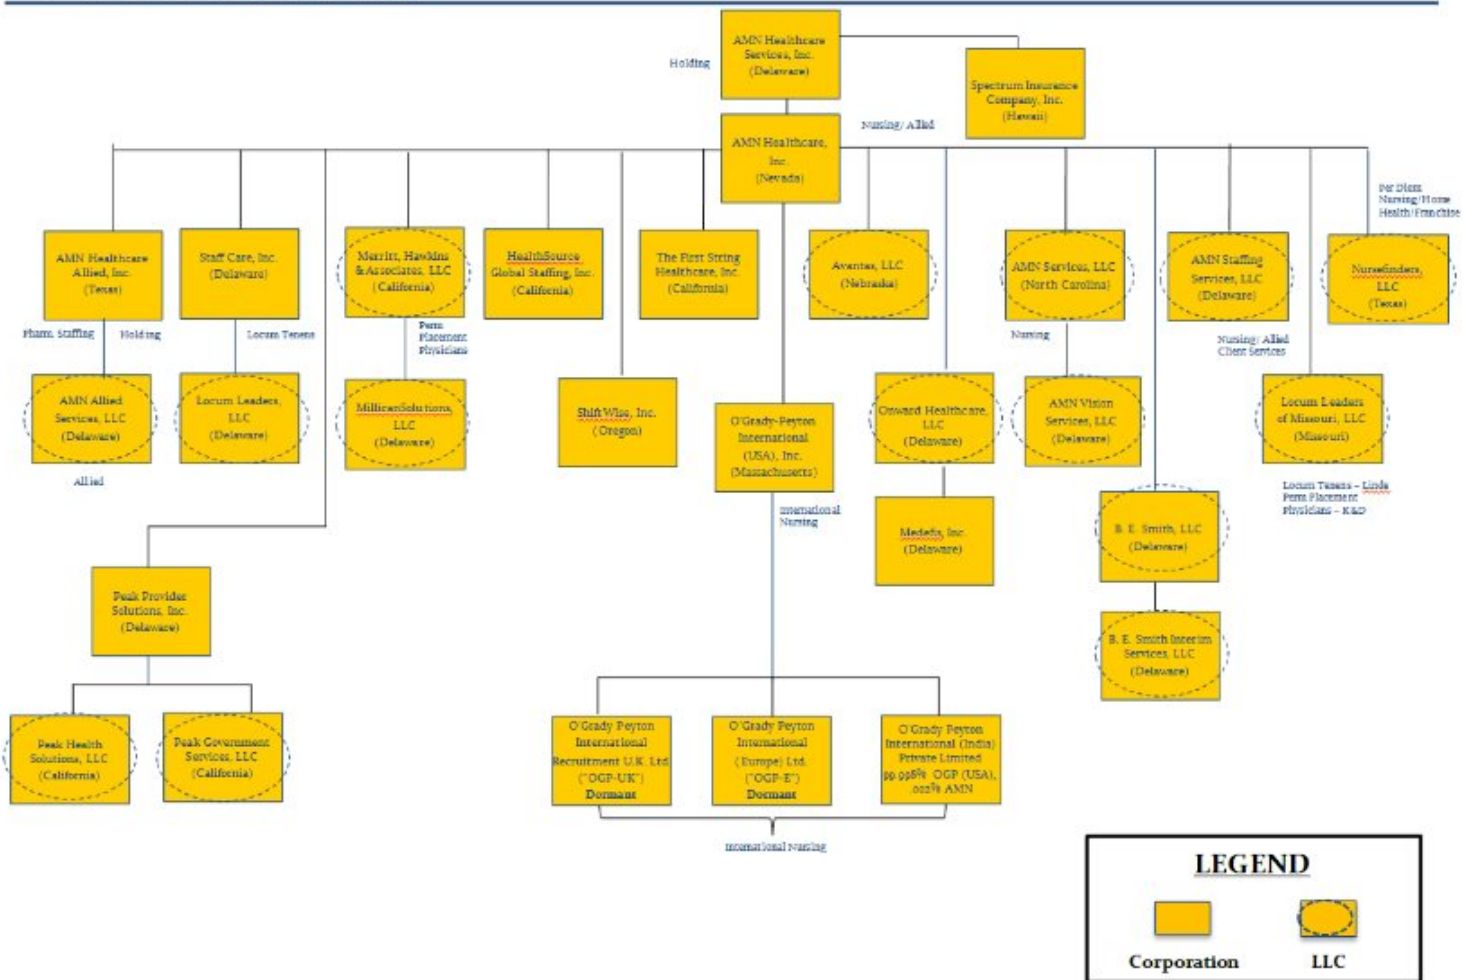 AMN Healthcare
Services, Inc.
(Delaware)
Holding
Spectrum Insurance
Company, Inc.
(Hawaii)
AMN Healthcare,
Inc.
(Nevada)
Nursing/ Allied
Per Diem
Nursing/Home
Health/Franchise
AMN Healthcare
Allied, Inc.
(Texas)
Staff Care, Inc.
(Delaware)
Merritt, Hawkins
& Associates, LLC
(California)
HealthSource
Global Staffing, Inc.
(California)
The First String
Healthcare, Inc.
(California)
Avantas, LLC
(Nebraska)
AMN Services, LLC
(North Carolina)
AMN Staffing
Services, LLC
(Delaware)
Nursefinders,
LLC
(Texas)
Pharm. Staffing
Holding
Locum Tenens
Perm
Placement
Physicians
Nursing
Nursing/ Allied
Client Services
AMN Allied
Services, LLC
(Delaware)
Locum Leaders,
LLC
(Delaware)
MillicanSolutions,
LLC
(Delaware)
Shift Wise, Inc.
(Oregon)
O'Grady-Peyton
International
(USA), Inc.
(Massachusetts)
Onward Healthcare,
LLC
(Delaware)
AMN Vision
Services, LLC
(Delaware)
Locum Leaders
of Missouri, LLC
(Missouri)
Allied
International
Nursing
Medefis, Inc.
(Delaware)
B. E. Smith, LLC
(Delaware)
Locum Tenens – Linde
Perm Placement
Physicians – K&D
Peak Provider
Solutions, Inc.
(Delaware)
B. E. Smith Interim
Services, LLC
(Delaware)
Peak Health
Solutions, LLC
(California)
Peak Government
Services, LLC
(California)
O'Grady Peyton
International
Recruitment U.K. Ltd.
("OGP-UK")
Dormant
O'Grady Peyton
International
(Europe) Ltd.
("OGP-E")
Dormant
O'Grady Peyton
International (India)
Private Limited
99.998% OGP (USA),
.002% AMN
International Nursing
LEGEND
Corporation
LLC